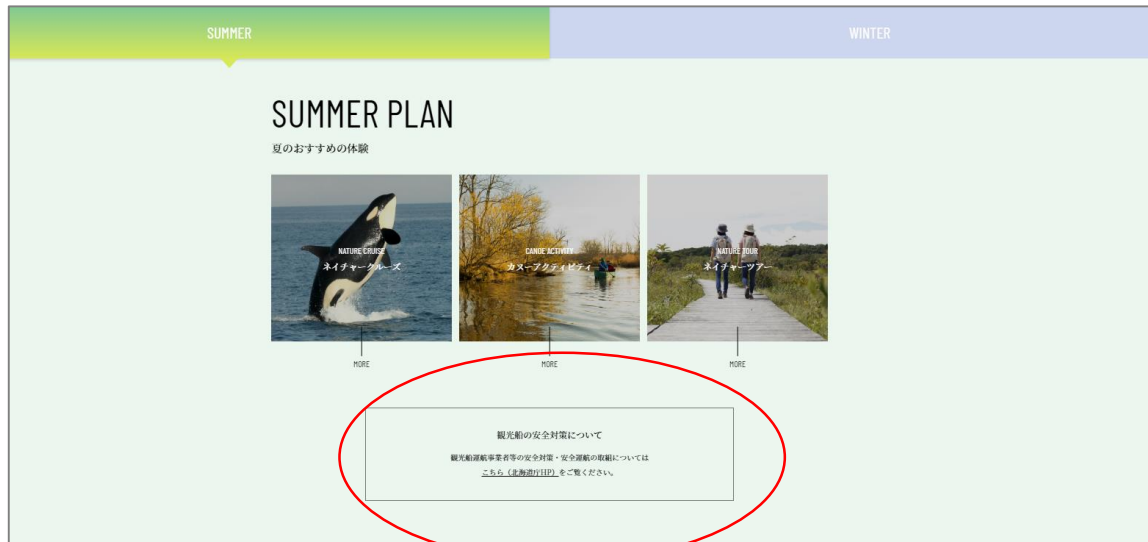 SUMMER
WINTER
SUMMER PLAN
夏のおすすめの体験
NATURE CRUISE
ネイチャークルーズ
CANOE ACTIVITY
カヌーアクティビティ
NATURE TOUR
ネイチャーツアー
MORE
MORE
MORE
観光船の安全対策について
観光船運航事業者等の安全対策・安全運航の取組については
こちら（北海道庁HP）をご覧ください。